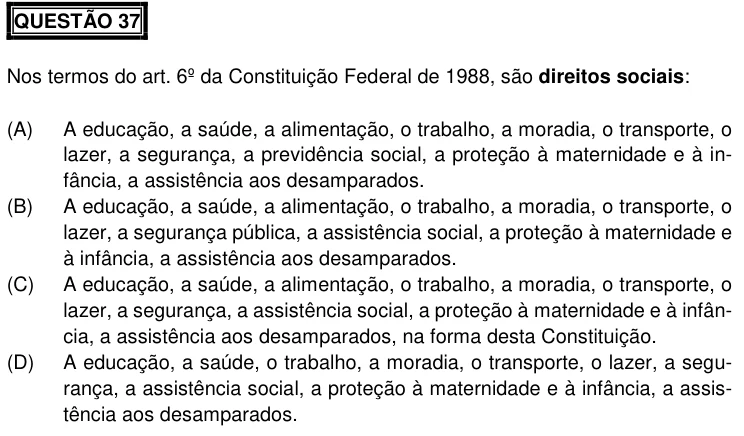 QUESTÃO 37
Nos termos do art. 6º da Constituição Federal de 1988, são direitos sociais:
(A) A educação, a saúde, a alimentação, o trabalho, a moradia, o transporte, o
lazer, a segurança, a previdência social, a proteção à maternidade e à in-
fância, a assistência aos desamparados.
(B) A educação, a saúde, a alimentação, o trabalho, a moradia, o transporte, o
lazer, a segurança pública, a assistência social, a proteção à maternidade e
à infância, a assistência aos desamparados.
(C) A educação, a saúde, a alimentação, o trabalho, a moradia, o transporte, o
lazer, a segurança, a assistência social, a proteção à maternidade e à infân-
cia, a assistência aos desamparados, na forma desta Constituição.
(D) A educação, a saúde, o trabalho, a moradia, o transporte, o lazer, a segu-
rança, a assistência social, a proteção à maternidade e à infância, a assis-
tência aos desamparados.